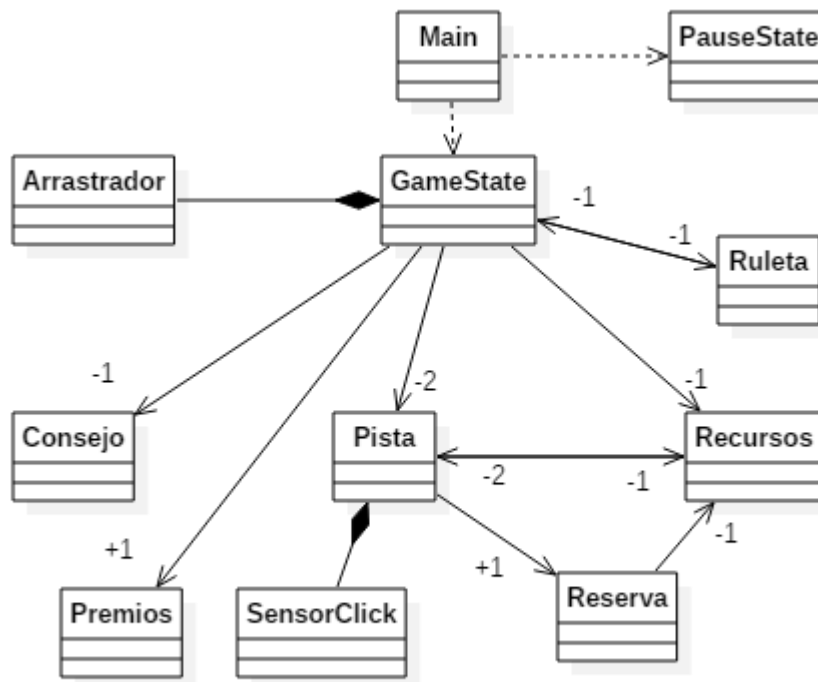 Main
PauseState
Arrastrador
GameState
-1
-1
Ruleta
-1
-2
-1
Consejo
Pista
Recursos
-2
-1
+1
+1
-1
Premios
SensorClick
Reserva